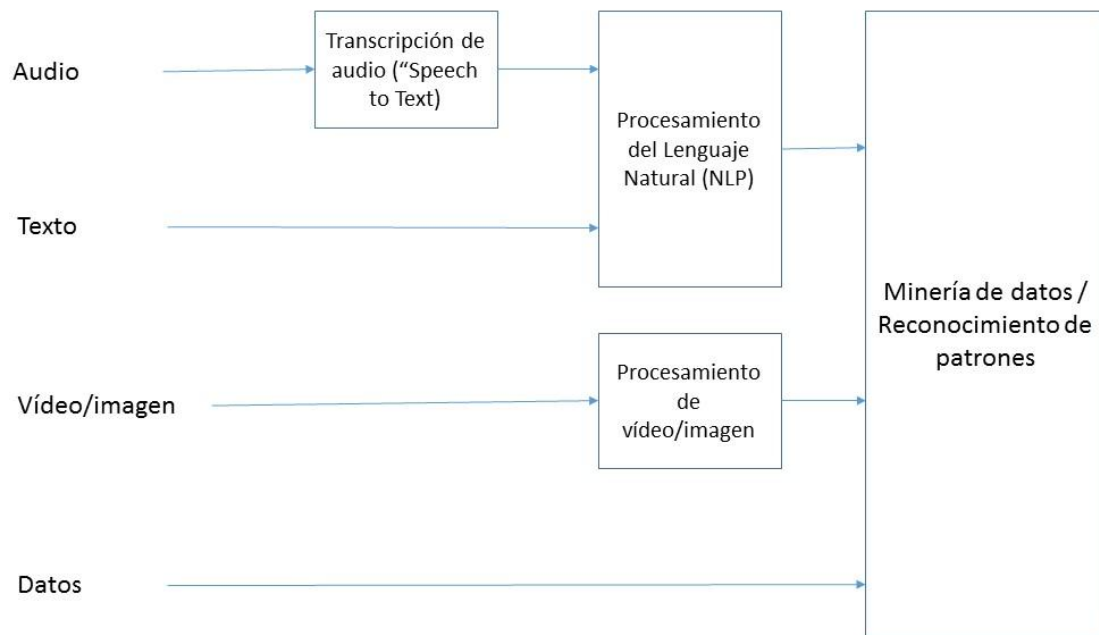 Audio
Transcripción de
audio (“Speech
to Text)
Procesamiento
del Lenguaje
Natural (NLP)
Texto
Minería de datos /
Reconocimiento de
patrones
Vídeo/imagen
Procesamiento
de
vídeo/imagen
Datos